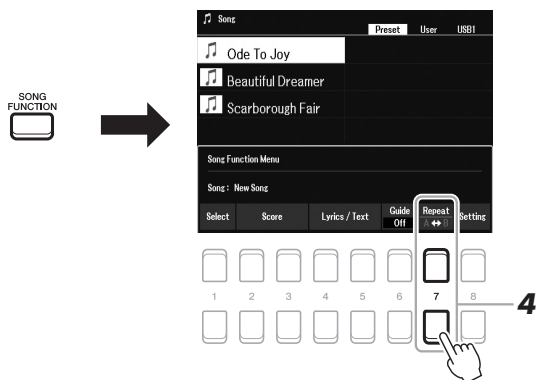 Song
Preset User USB1
Ode To Joy
Beautiful Dreamer
Scarborough Fair
SONG
FUNCTION
Song Function Menu
Song : New Song
Select Score Lyrics / Text Guide Off Repeat A ↔ B Setting
1 2 3 4 5 6 7 8
4